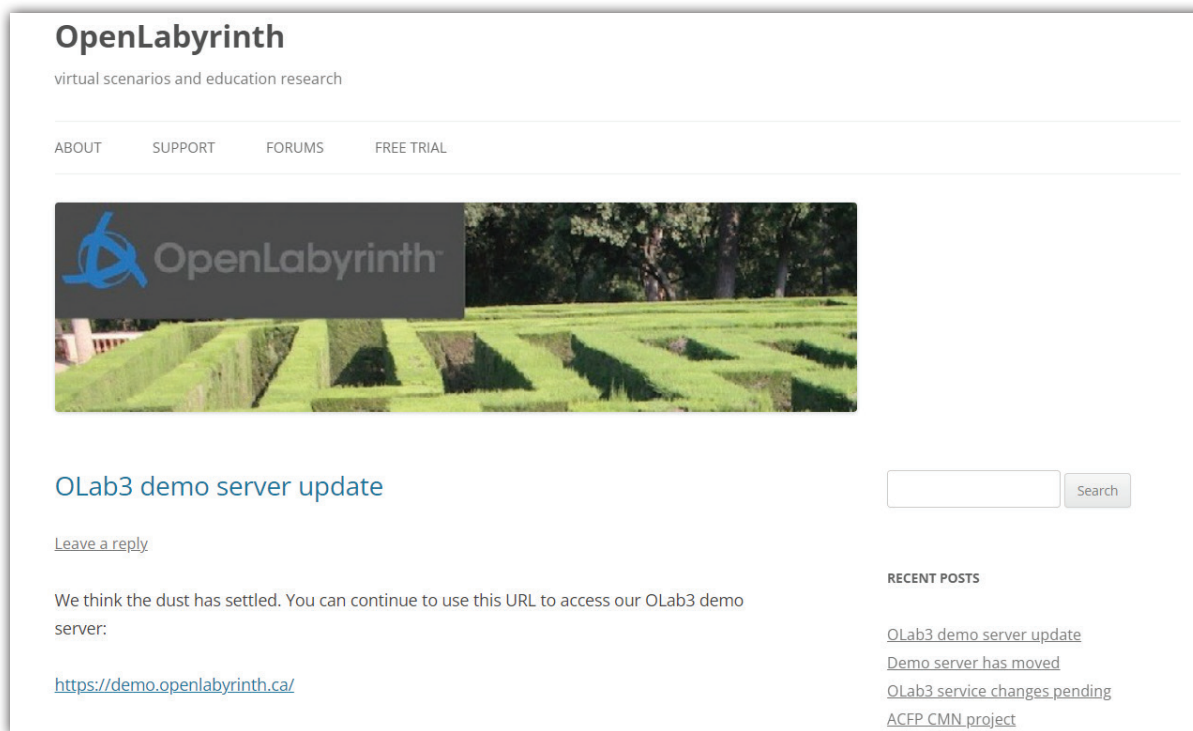 OpenLabyrinth
virtual scenarios and education research
ABOUT SUPPORT FORUMS FREE TRIAL
OpenLabyrinth™
OLab3 demo server update
Leave a reply
We think the dust has settled. You can continue to use this URL to access our OLab3 demo
server:
https://demo.openlabyrinth.ca/
Search
RECENT POSTS
OLab3 demo server update
Demo server has moved
OLab3 service changes pending
ACFP CMN project